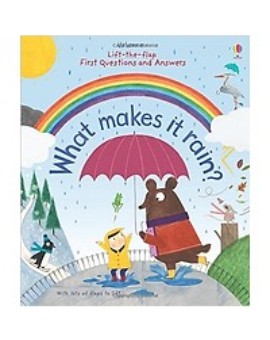 Lift-the-flap
First Questions and Answers
What makes it rain?
With lots of flaps to lift